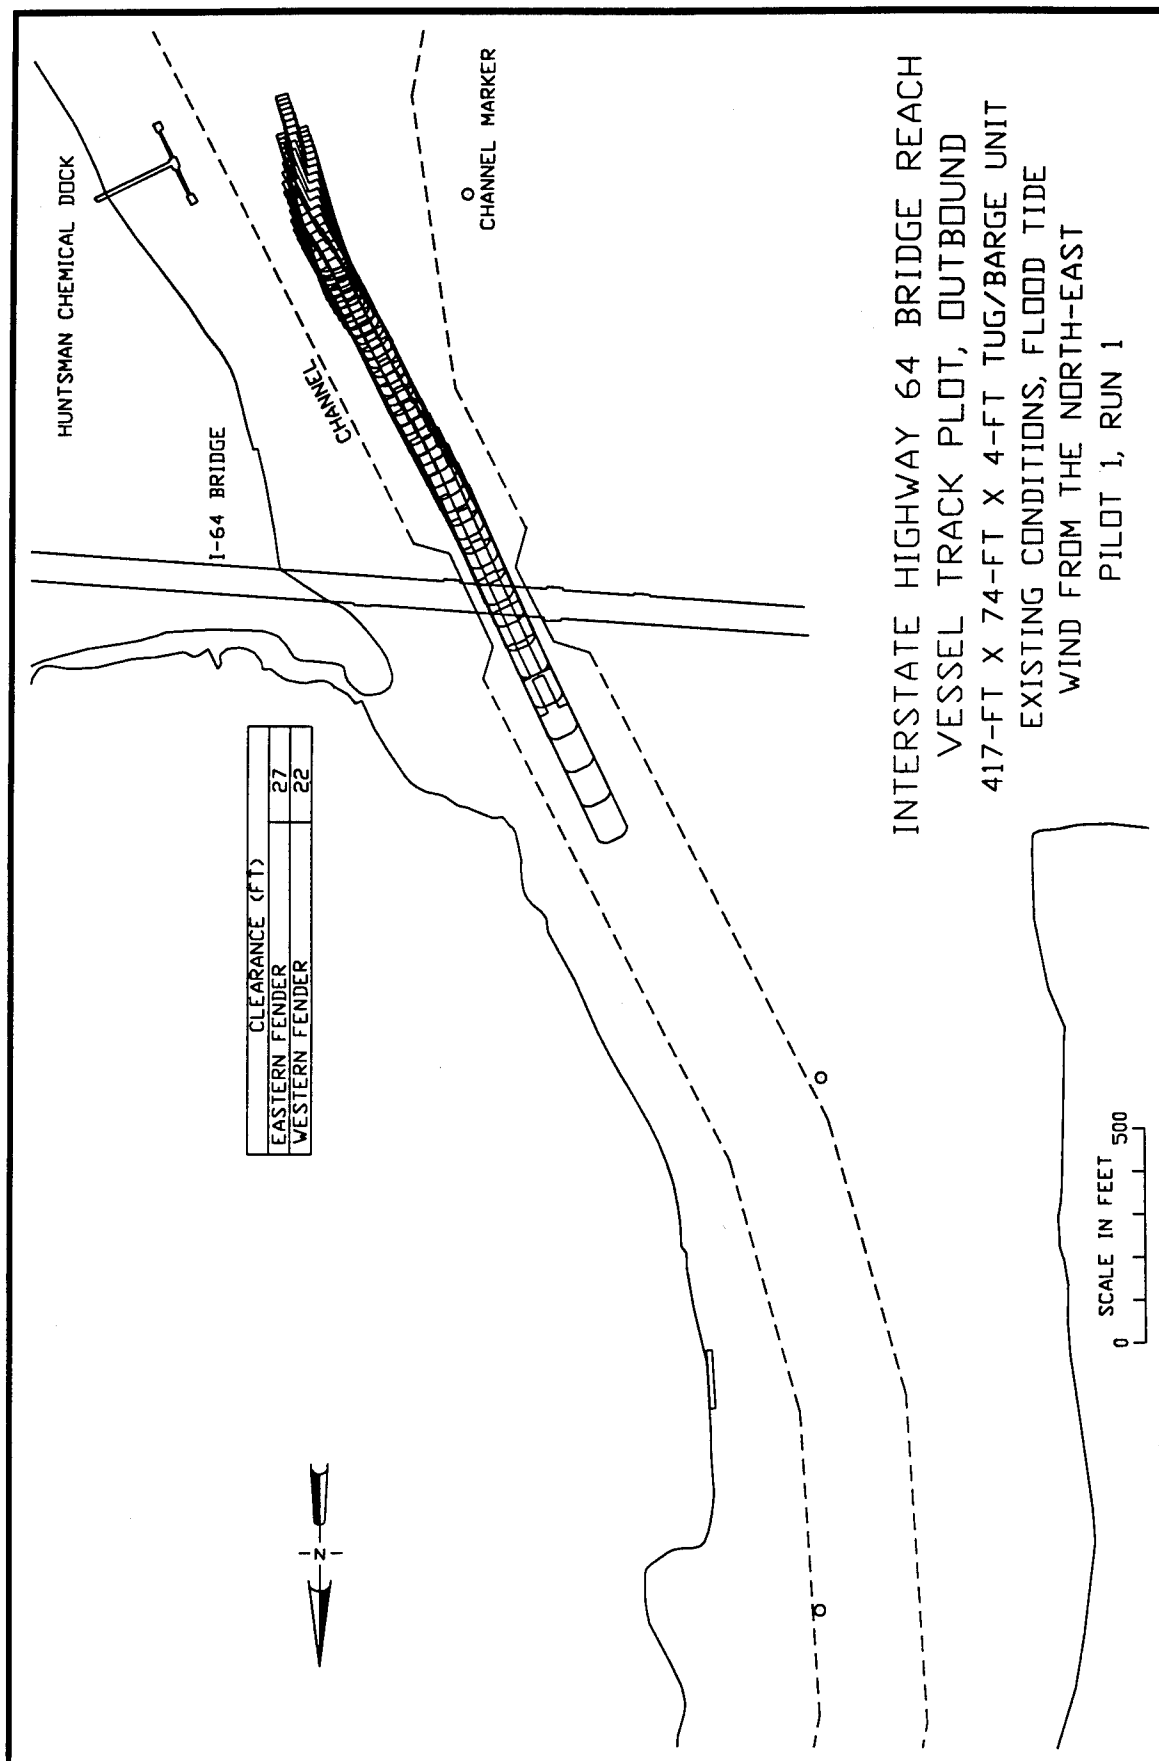 HUNTSMAN CHEMICAL DOCK
CHANNEL MARKER
CHANNEL
I-64 BRIDGE
CLEARANCE (FT)
EASTERN FENDER 27
WESTERN FENDER 22
N
SCALE IN FEET
0 500
INTERSTATE HIGHWAY 64 BRIDGE REACH
VESSEL TRACK PLOT, OUTBOUND
417-FT X 74-FT X 4-FT TUG/BARGE UNIT
EXISTING CONDITIONS, FLOOD TIDE
WIND FROM THE NORTH-EAST
PILOT 1, RUN 1